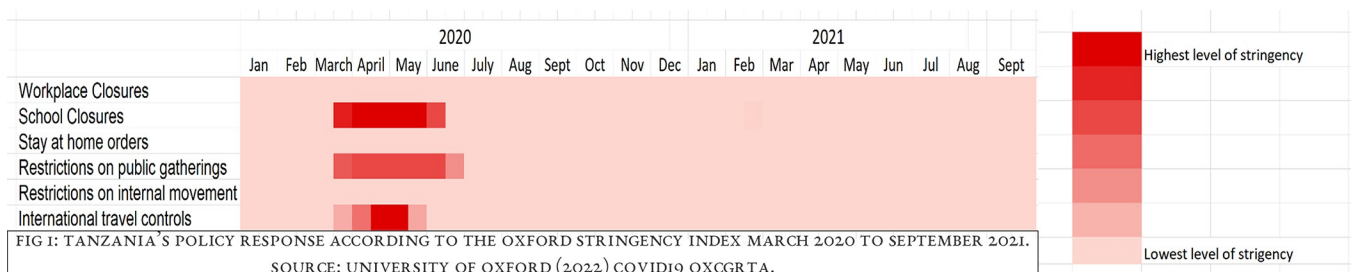 2020 2021
Jan Feb March April May June July Aug Sept Oct Nov Dec Jan Feb Mar Apr May Jun Jul Aug Sept
Workplace Closures
School Closures
Stay at home orders
Restrictions on public gatherings
Restrictions on internal movement
International travel controls
FIG 1: TANZANIA'S POLICY RESPONSE ACCORDING TO THE OXFORD STRINGENCY INDEX MARCH 2020 TO SEPTEMBER 2021.
SOURCE: UNIVERSITY OF OXFORD (2022) COVID19 OXCGRTA.
Highest level of stringency
Lowest level of strigency